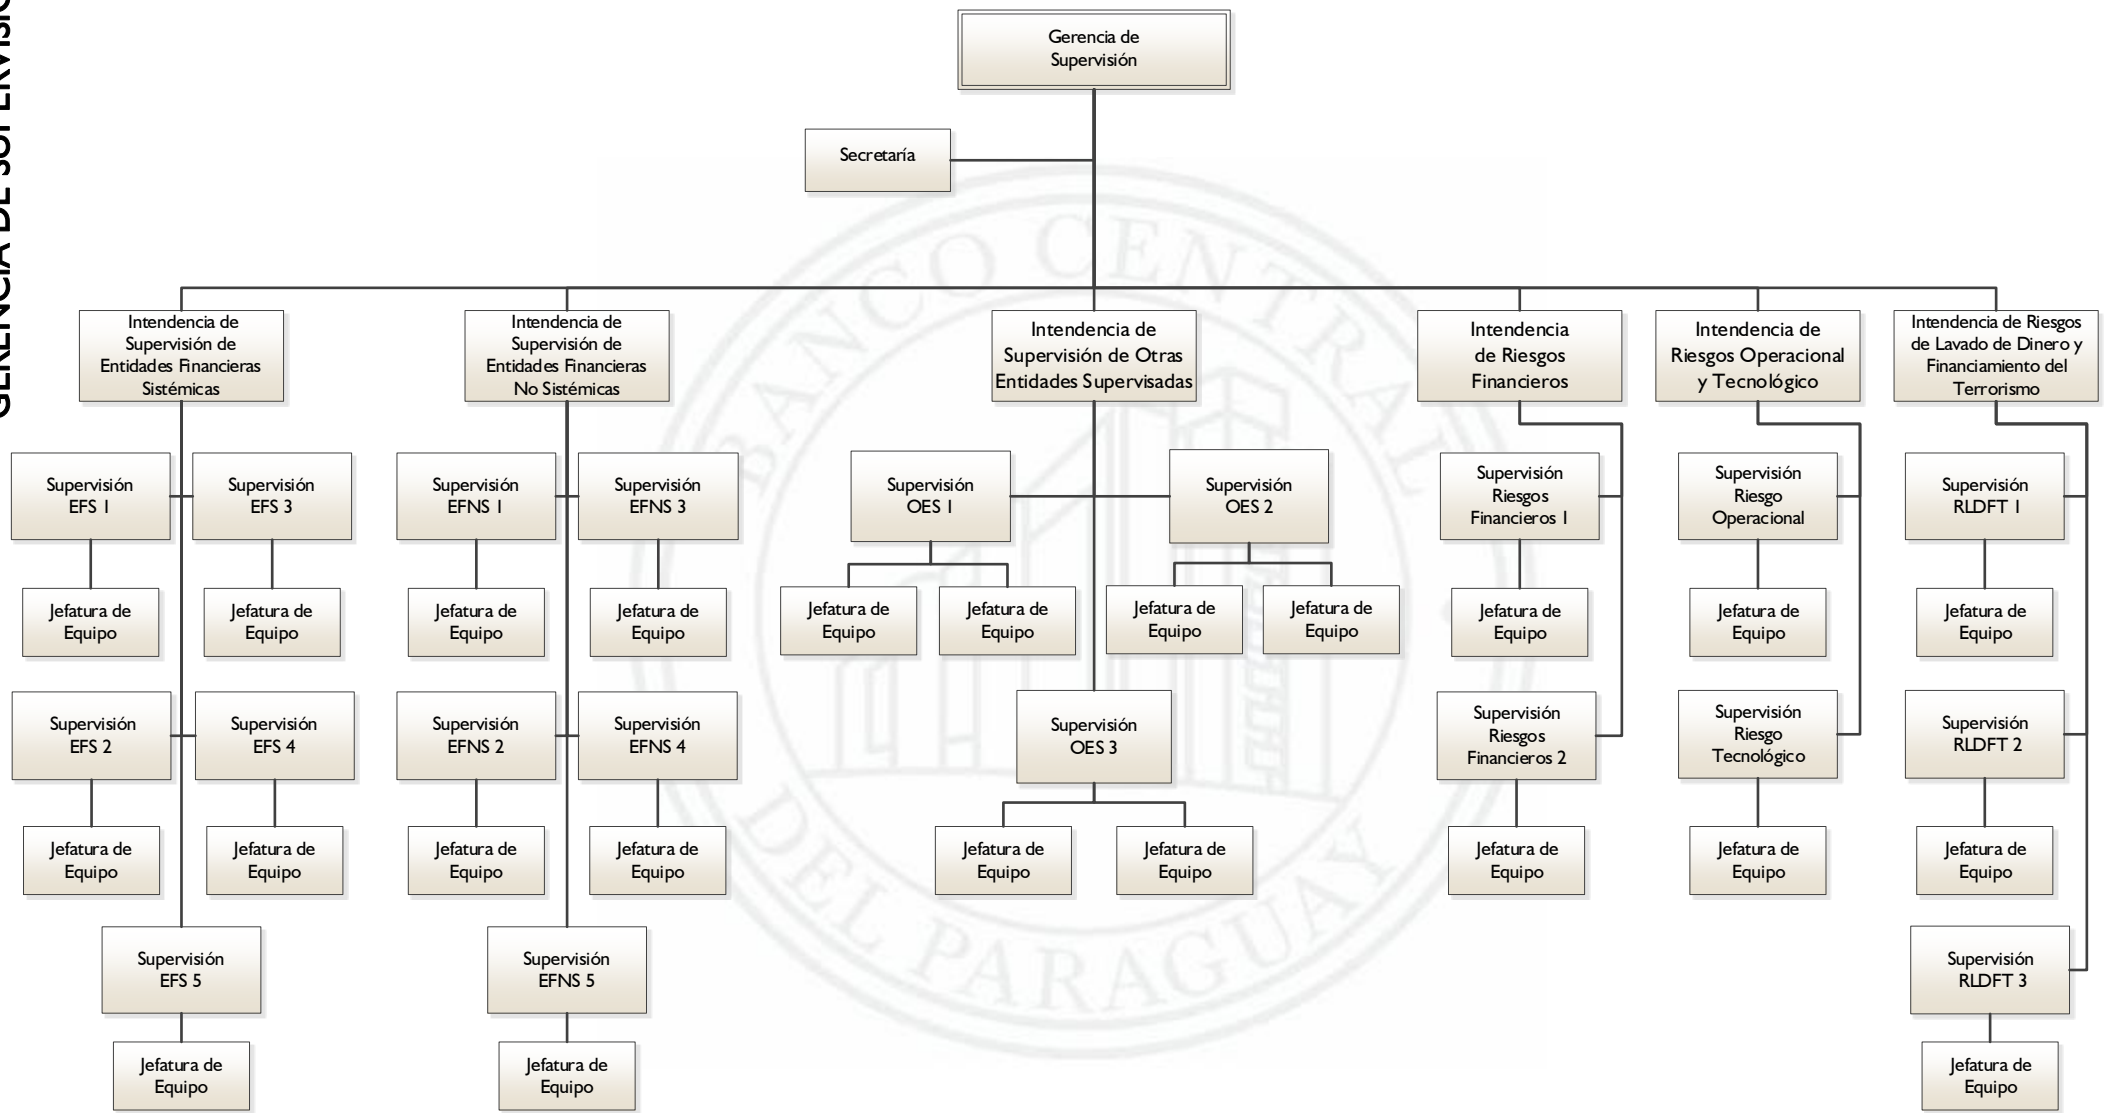 GERENCIA DE
Gerencia de
Supervisión
Secretaría
BANCO CENTRAL
DEL PARAGUAY
Intendencia de
Supervisión de
Entidades Financieras
Sistémicas
Intendencia de
Supervisión de
Entidades Financieras
No Sistémicas
Intendencia de
Supervisión de Otras
Entidades Supervisadas
Intendencia
de Riesgos
Financieros
Intendencia de
Riesgos Operacional
y Tecnológico
Intendencia de Riesgos
de Lavado de Dinero y
Financiamiento del
Terrorismo
Supervisión
EFS 1
Supervisión
EFS 3
Supervisión
EFNS 1
Supervisión
EFNS 3
Supervisión
OES 1
Supervisión
OES 2
Supervisión
Riesgos
Financieros 1
Supervisión
Riesgo
Operacional
Supervisión
RLDFT 1
Jefatura de
Equipo
Jefatura de
Equipo
Jefatura de
Equipo
Jefatura de
Equipo
Jefatura de
Equipo
Jefatura de
Equipo
Jefatura de
Equipo
Jefatura de
Equipo
Jefatura de
Equipo
Jefatura de
Equipo
Jefatura de
Equipo
Supervisión
EFS 2
Supervisión
EFS 4
Supervisión
EFNS 2
Supervisión
EFNS 4
Supervisión
OES 3
Supervisión
Riesgos
Financieros 2
Supervisión
Riesgo
Tecnológico
Supervisión
RLDFT 2
Jefatura de
Equipo
Jefatura de
Equipo
Jefatura de
Equipo
Jefatura de
Equipo
Jefatura de
Equipo
Jefatura de
Equipo
Jefatura de
Equipo
Jefatura de
Equipo
Jefatura de
Equipo
Supervisión
EFS 5
Supervisión
EFNS 5
Supervisión
RLDFT 3
Jefatura de
Equipo
Jefatura de
Equipo
Jefatura de
Equipo